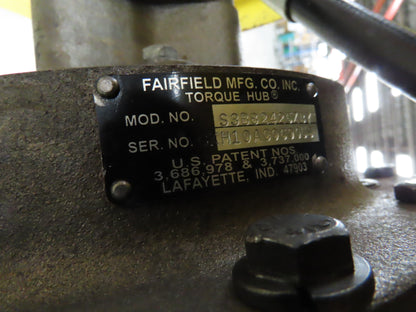 FAIRFIELD MFG. CO. INC.
TORQUE HUB®
MOD. NO.
SER. NO.
U.S. PATENT NOS.
3,686,978 & 3,737,000
LAFAYETTE, IND. 47903